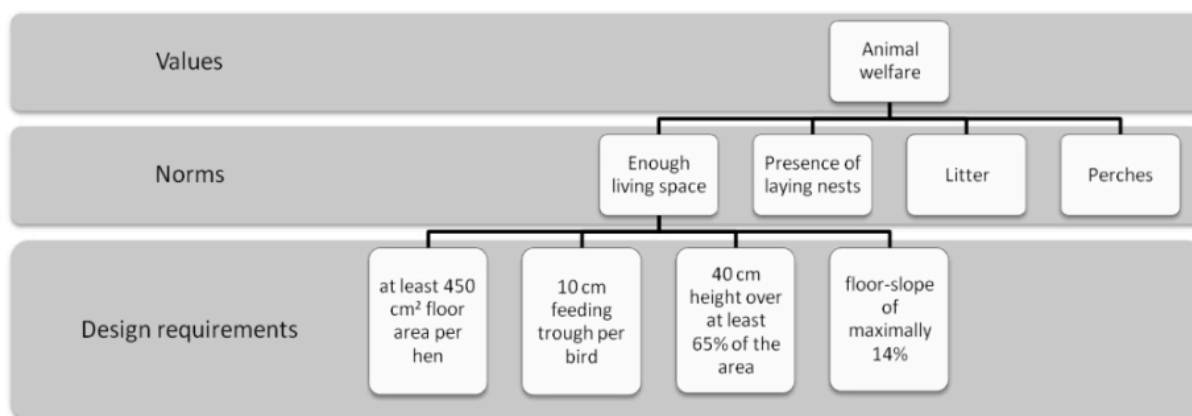 Values
Animal
welfare
Norms
Enough
living space
Presence of
laying nests
Litter
Perches
Design requirements
at least 450
cm² floor
area per
hen
10 cm
feeding
trough per
bird
40 cm
height over
at least
65% of the
area
floor-slope
of
maximally
14%